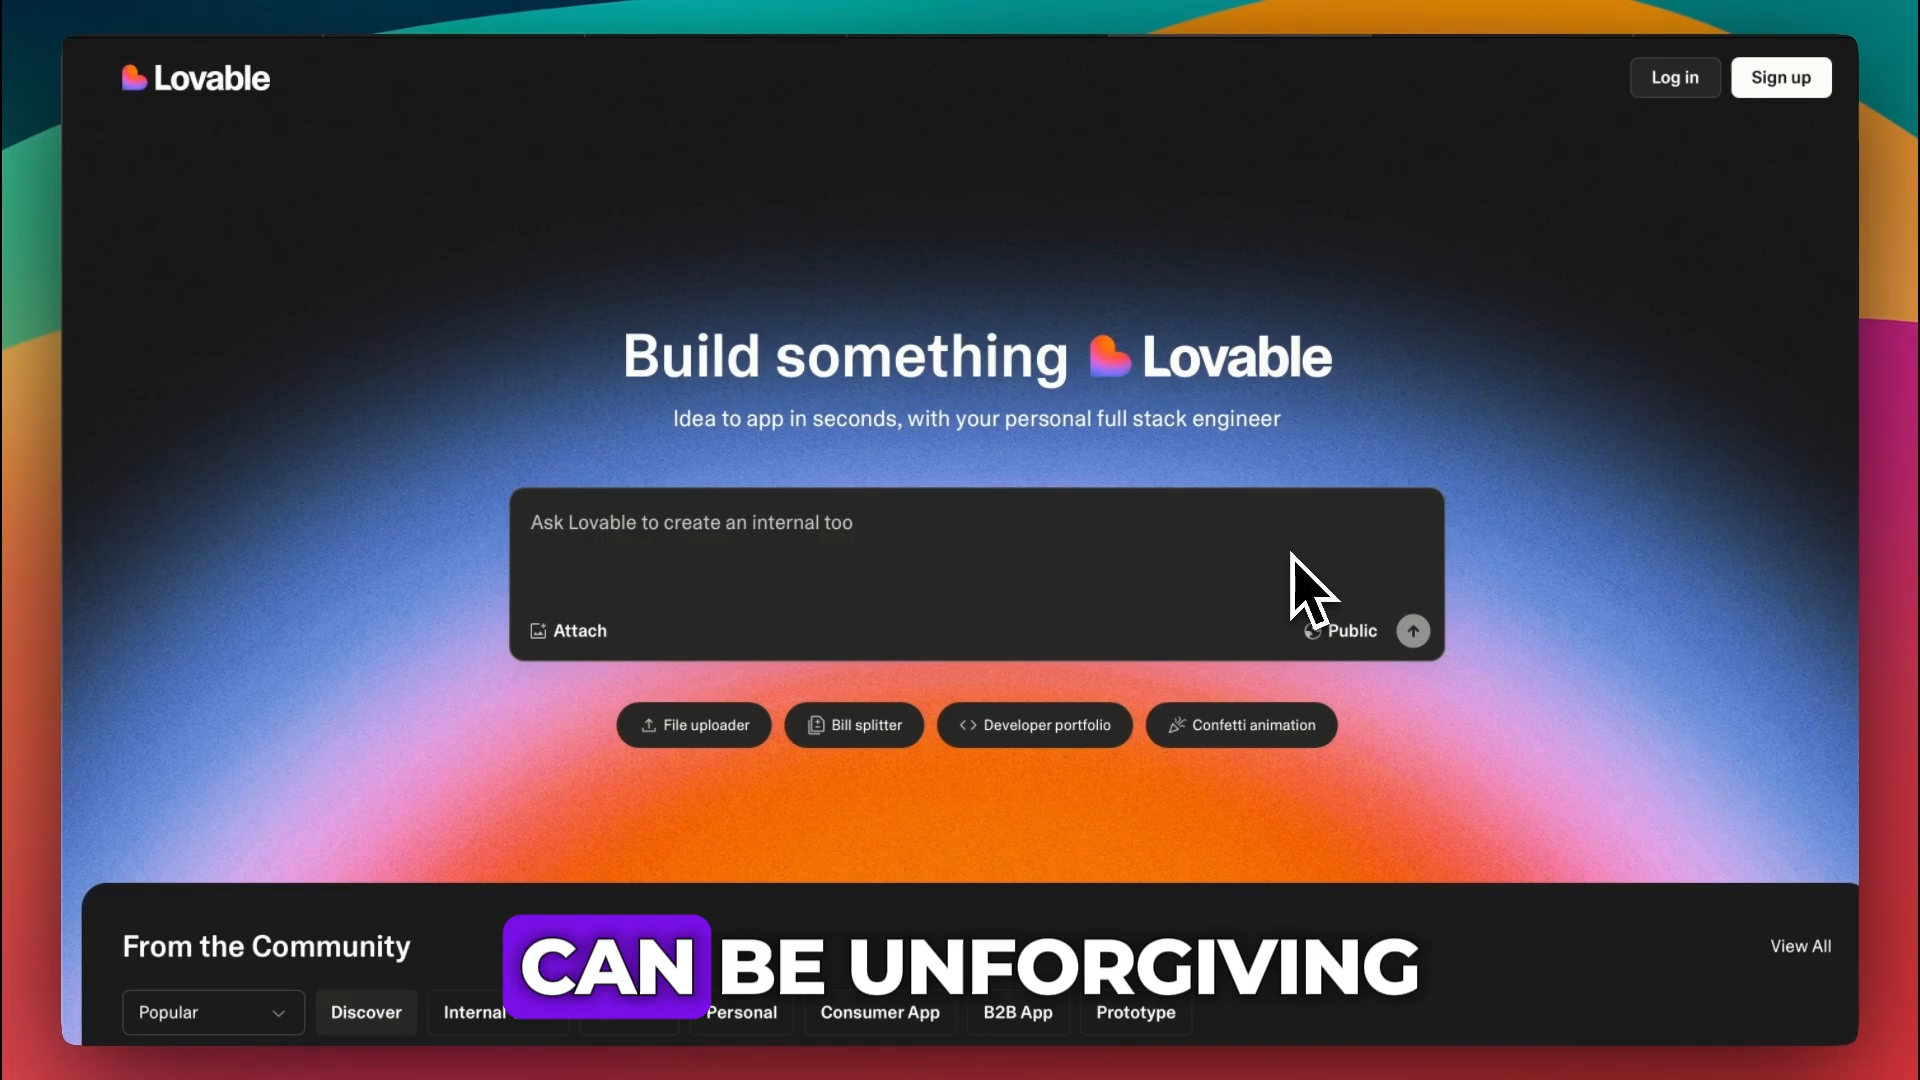 Lovable
Log in
Sign up
Build something Lovable
Idea to app in seconds, with your personal full stack engineer
Ask Lovable to create an internal too
Attach
Public
File uploader
Bill splitter
Developer portfolio
Confetti animation
From the Community
View All
CAN BE UNFORGIVING
Popular
Discover
Internal
Personal
Consumer App
B2B App
Prototype